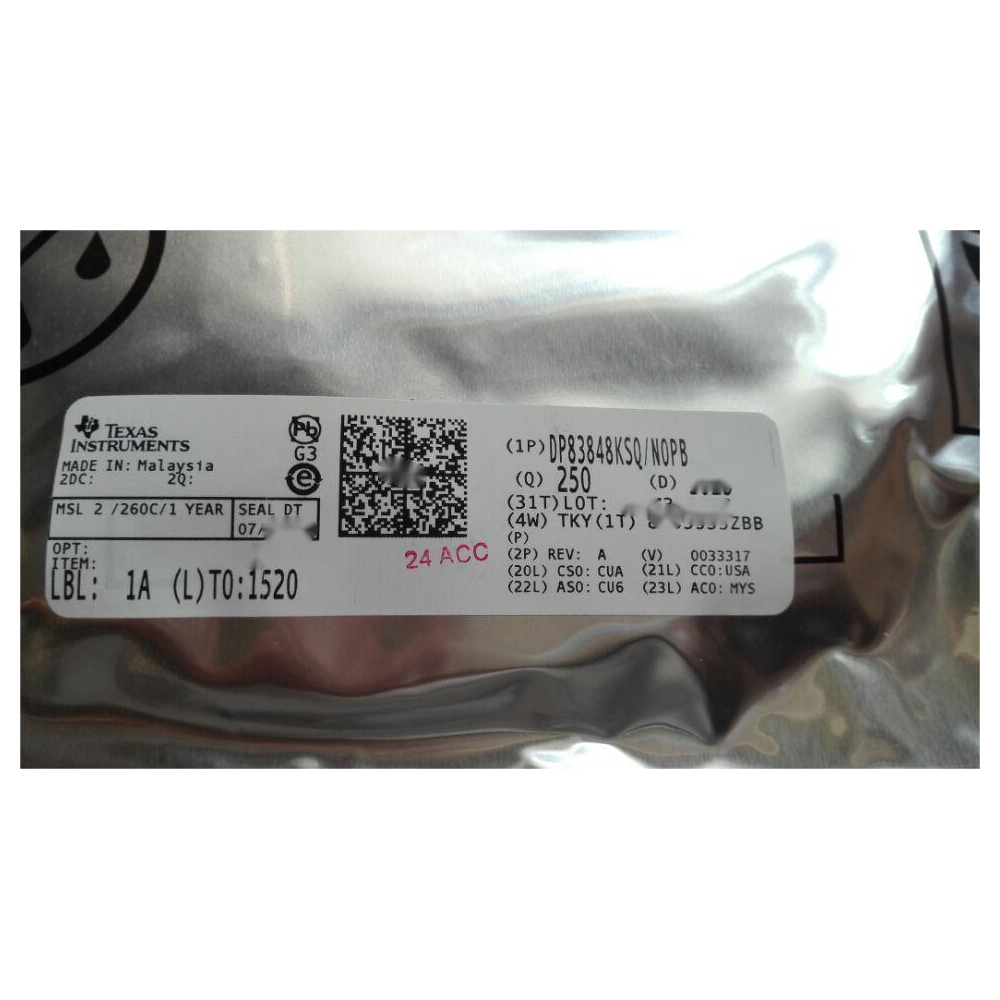 TEXAS
INSTRUMENTS
MADE IN: Malaysia
2DC: 2Q:
MSL 2 /260C/1 YEAR
SEAL DT
07/
OPT:
ITEM:
LBL: 1A (L)TO:1520
Pb
G3
e
24 ACC
(1P) DP83848KSQ/NOPB
(Q) 250 (D)
(31T)LOT:
(4W) TKY(1T)
(P)
(2P) REV: A (V) 0033317
(20L) CSO: CUA (21L) CCO:USA
(22L) ASO: CU6 (23L) ACO: MYS